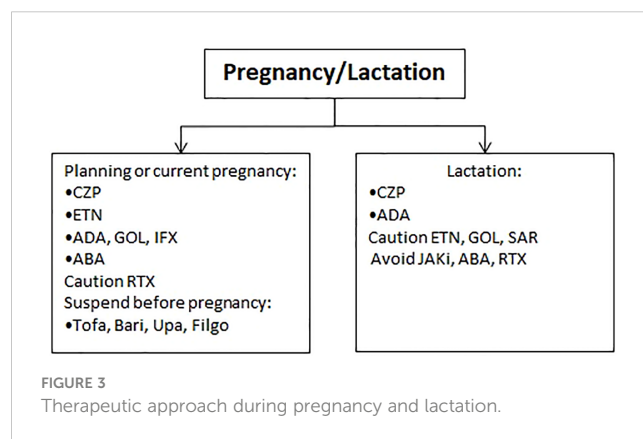 Pregnancy/Lactation
Planning or current pregnancy:
•CZP
•ETN
•ADA, GOL, IFX
•ABA
Caution RTX
Suspend before pregnancy:
•Tofa, Bari, Upa, Filgo
Lactation:
•CZP
•ADA
Caution ETN, GOL, SAR
Avoid JAKi, ABA, RTX
FIGURE 3
Therapeutic approach during pregnancy and lactation.